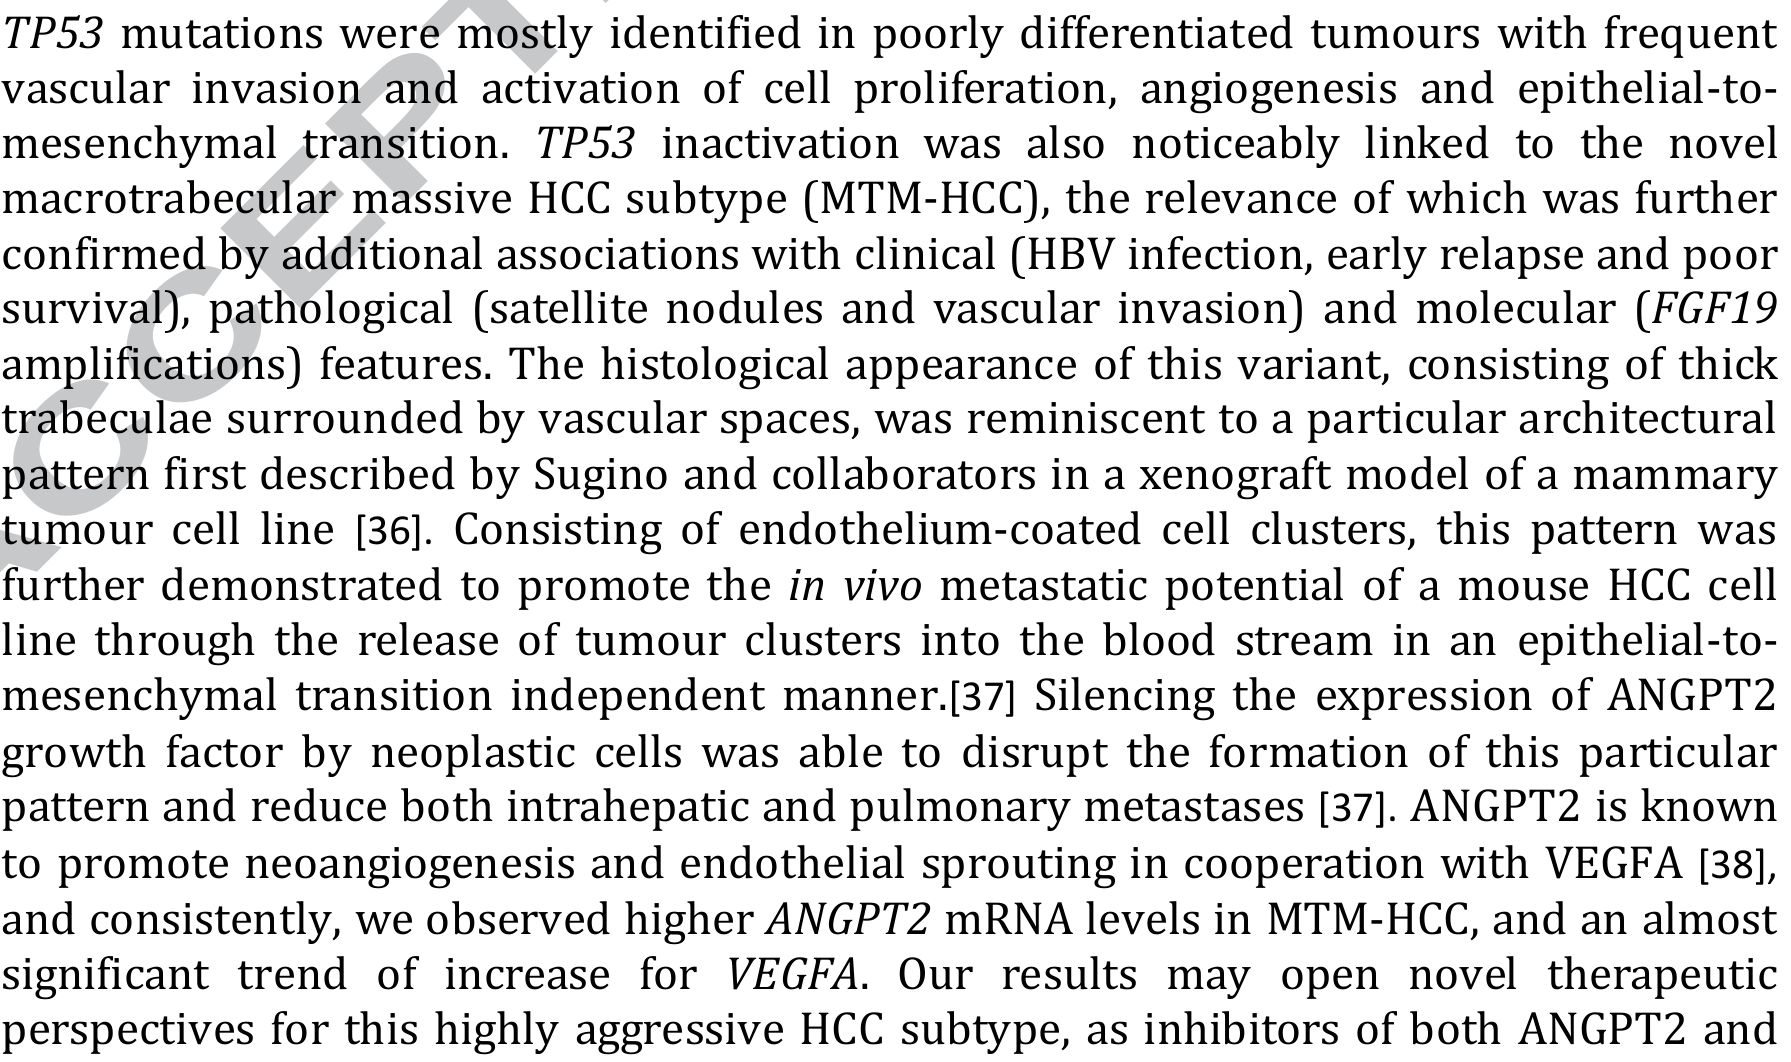 TP53 mutations were mostly identified in poorly differentiated tumours with frequent
vascular invasion and activation of cell proliferation, angiogenesis and epithelial-to-
mesenchymal transition. TP53 inactivation was also noticeably linked to the novel
macrotrabecular massive HCC subtype (MTM-HCC), the relevance of which was further
confirmed by additional associations with clinical (HBV infection, early relapse and poor
survival), pathological (satellite nodules and vascular invasion) and molecular (FGF19
amplifications) features. The histological appearance of this variant, consisting of thick
trabeculae surrounded by vascular spaces, was reminiscent to a particular architectural
pattern first described by Sugino and collaborators in a xenograft model of a mammary
tumour cell line [36]. Consisting of endothelium-coated cell clusters, this pattern was
further demonstrated to promote the in vivo metastatic potential of a mouse HCC cell
line through the release of tumour clusters into the blood stream in an epithelial-to-
mesenchymal transition independent manner.[37] Silencing the expression of ANGPT2
growth factor by neoplastic cells was able to disrupt the formation of this particular
pattern and reduce both intrahepatic and pulmonary metastases [37]. ANGPT2 is known
to promote neoangiogenesis and endothelial sprouting in cooperation with VEGFA [38],
and consistently, we observed higher ANGPT2 mRNA levels in MTM-HCC, and an almost
significant trend of increase for VEGFA. Our results may open novel therapeutic
perspectives for this highly aggressive HCC subtype, as inhibitors of both ANGPT2 and
ACCEPT